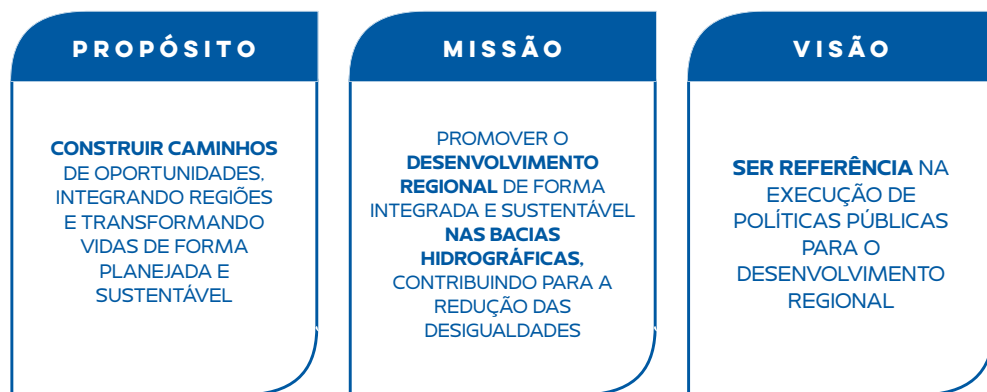 PROPÓSITO
CONSTRUIR CAMINHOS
DE OPORTUNIDADES,
INTEGRANDO REGIÕES
E TRANSFORMANDO
VIDAS DE FORMA
PLANEJADA E
SUSTENTÁVEL
MISSÃO
PROMOVER O
DESENVOLVIMENTO
REGIONAL DE FORMA
INTEGRADA E SUSTENTÁVEL
NAS BACIAS
HIDROGRÁFICAS,
CONTRIBUINDO PARA A
REDUÇÃO DAS
DESIGUALDADES
VISÃO
SER REFERÊNCIA NA
EXECUÇÃO DE
POLÍTICAS PÚBLICAS
PARA O
DESENVOLVIMENTO
REGIONAL